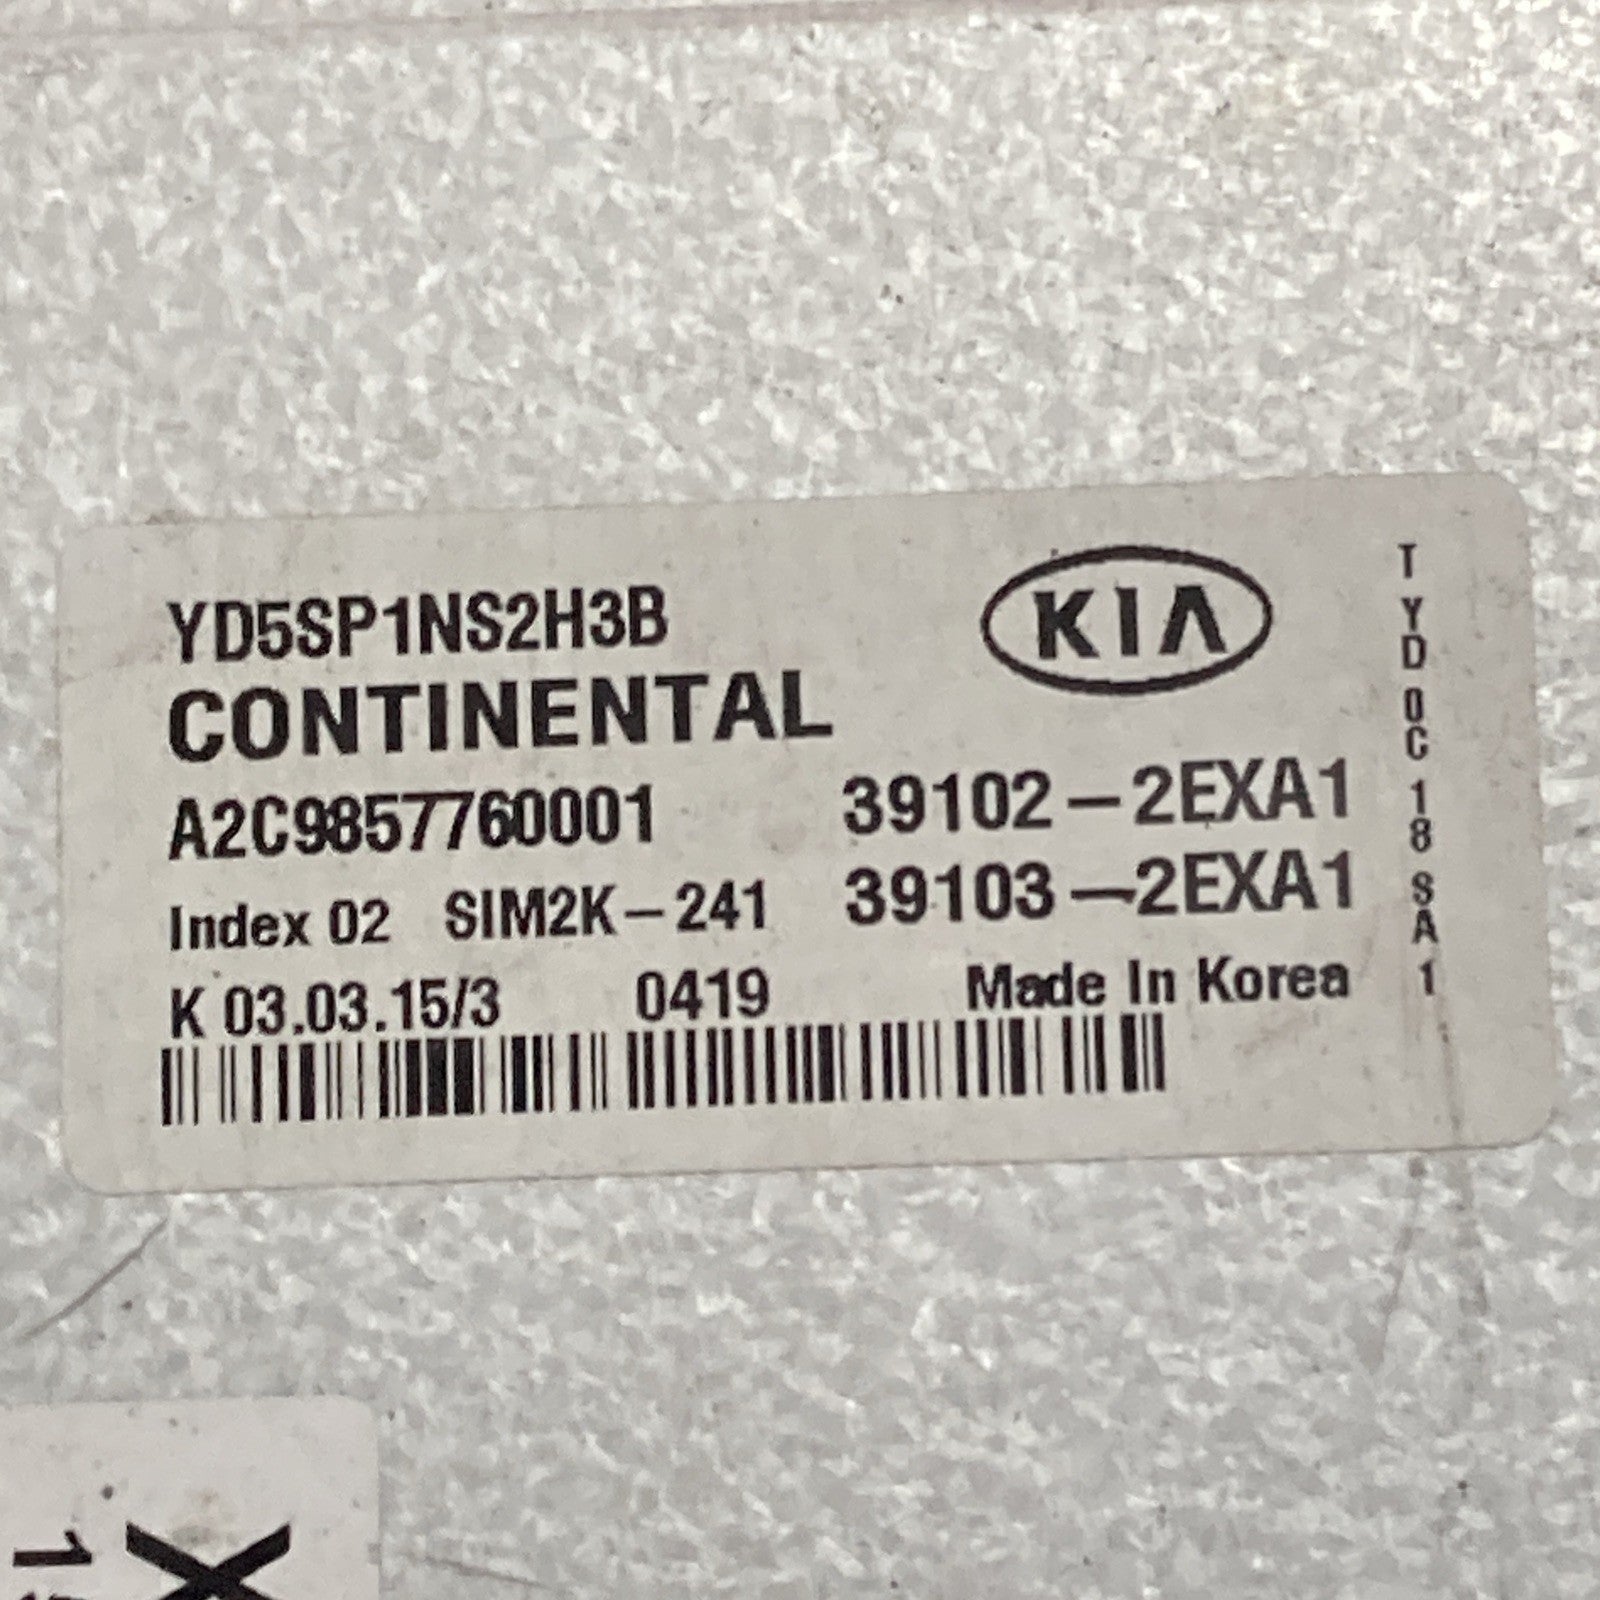 YD5SP1NS2H3B
KIA
CONTINENTAL
A2C9857760001 39102-2EXA1
Index 02 SIM2K-241 39103-2EXA1
K 03.03.15/3 0419 Made In Korea
TYD0C18SA1
X